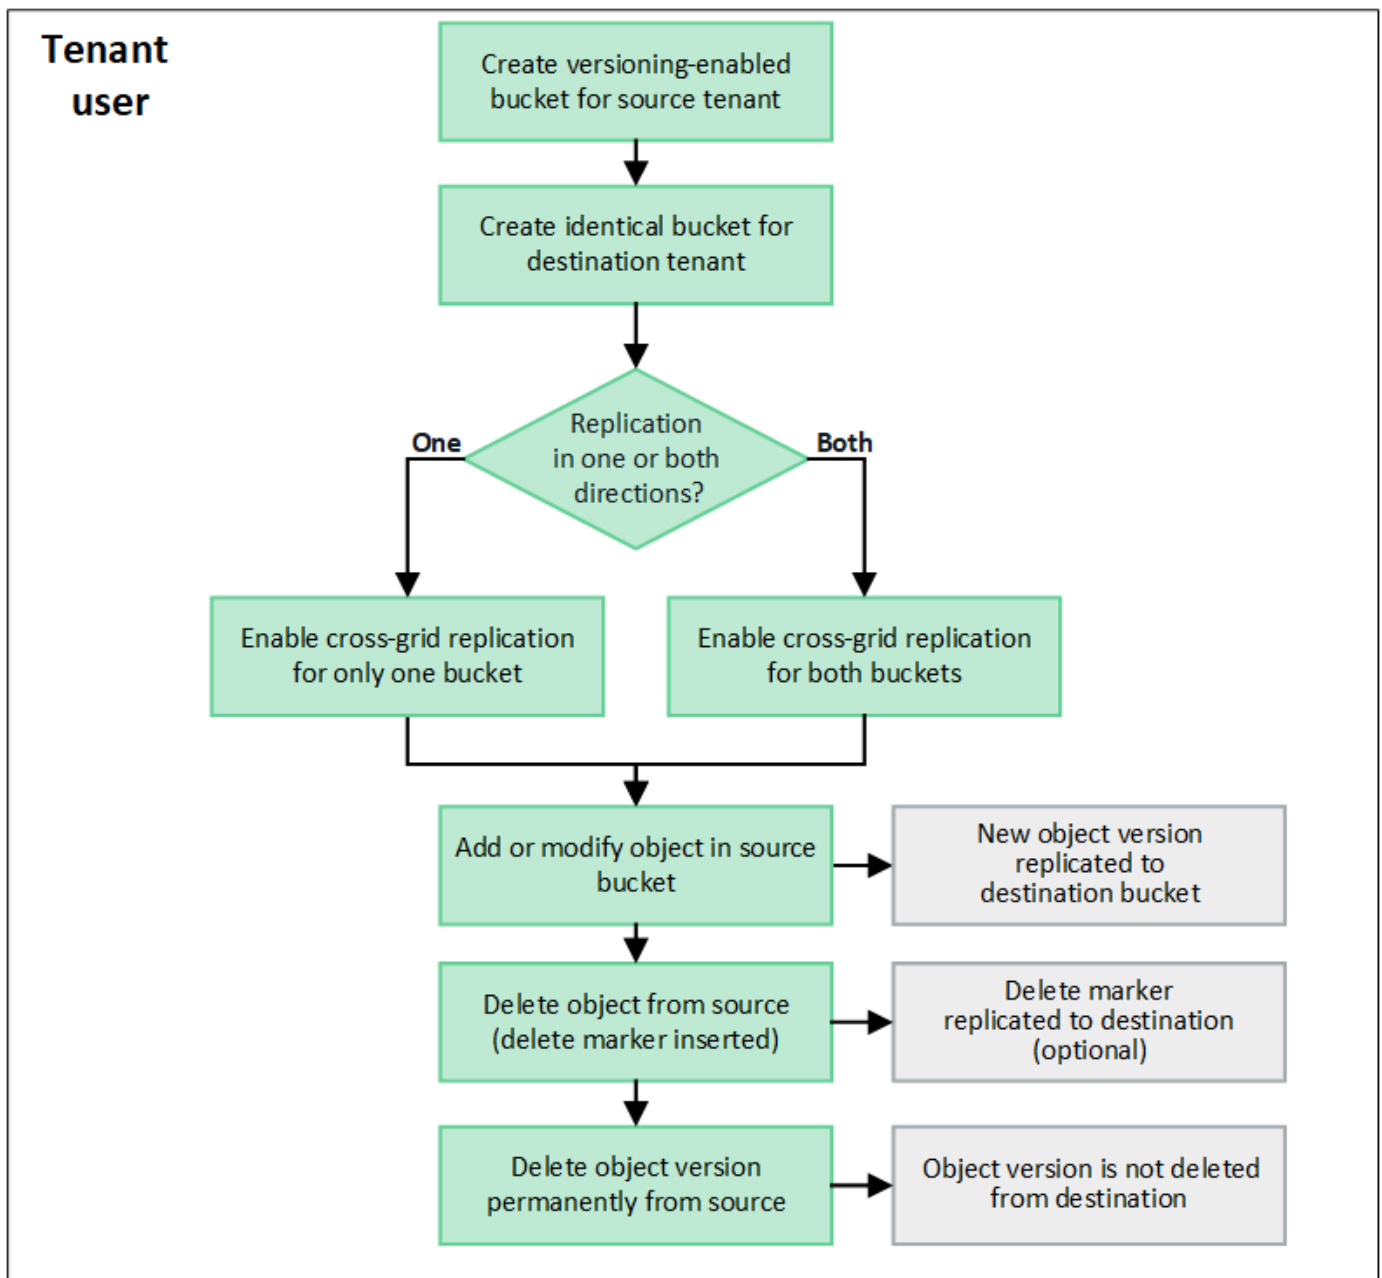 Tenant
user
Create versioning-enabled
bucket for source tenant
Create identical bucket for
destination tenant
Replication
in one or both
directions?
One
Both
Enable cross-grid replication
for only one bucket
Enable cross-grid replication
for both buckets
Add or modify object in source
bucket
New object version
replicated to
destination bucket
Delete object from source
(delete marker inserted)
Delete marker
replicated to destination
(optional)
Delete object version
permanently from source
Object version is not deleted
from destination